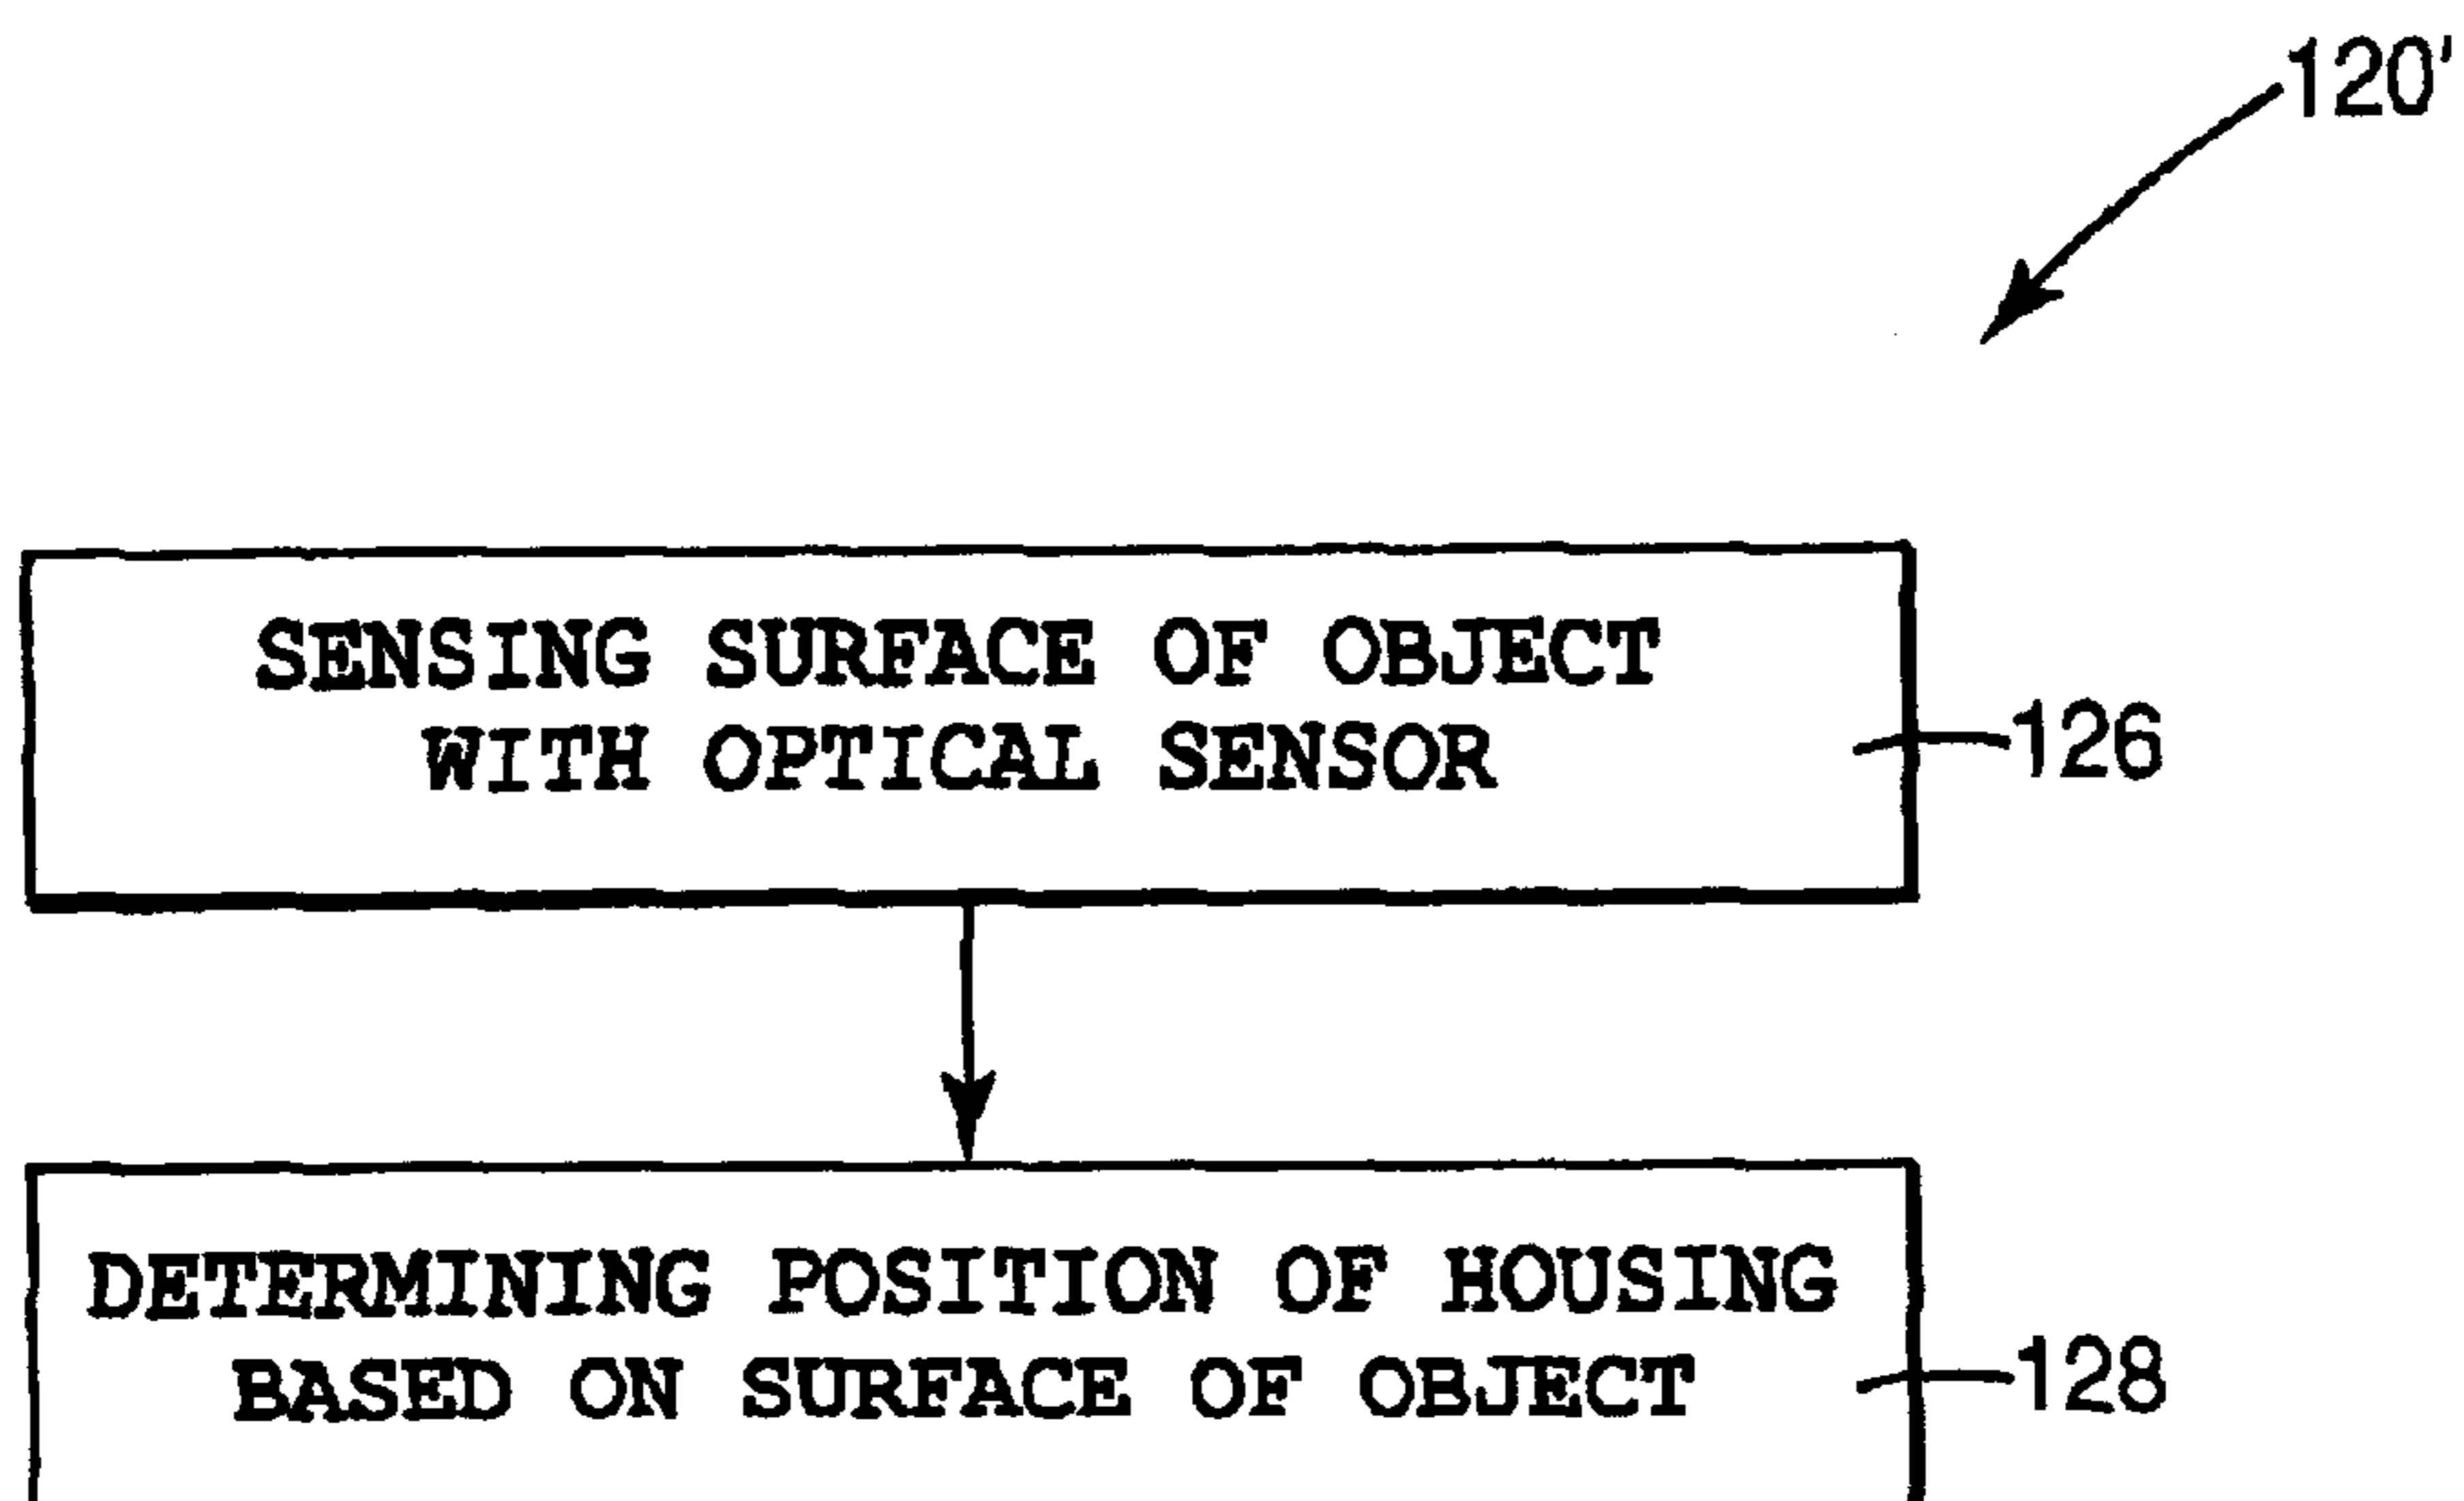 120'
SENSING SURFACE OF OBJECT
WITH OPTICAL SENSOR
126
DETERMINING POSITION OF HOUSING
BASED ON SURFACE OF OBJECT
128